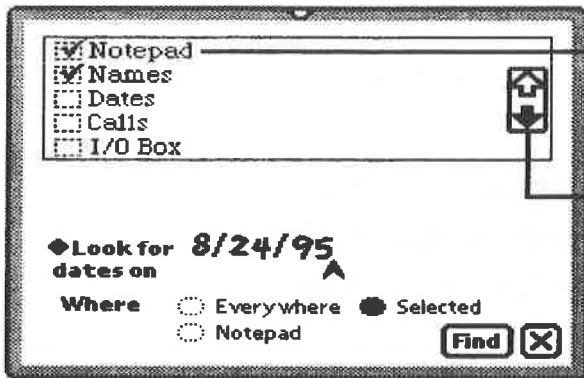 Notepad
Names
Dates
Calls
I/O Box
Look for 8/24/95
dates on
Where Everywhere Selected
Notepad
Find